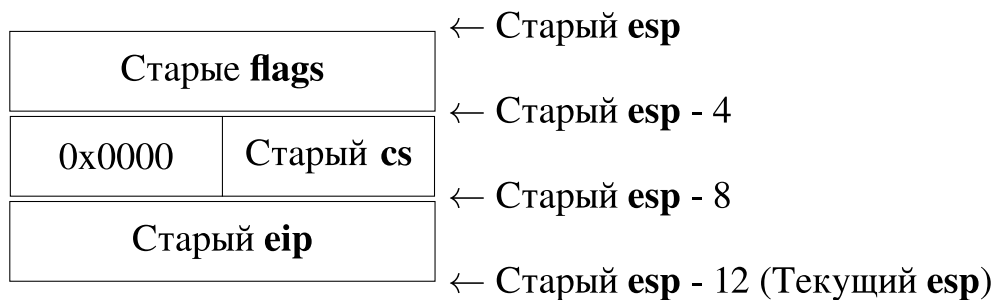 ← Старый esp
Старые flags
← Старый esp - 4
0x0000 Старый cs
← Старый esp - 8
Старый eip
← Старый esp - 12 (Текущий esp)